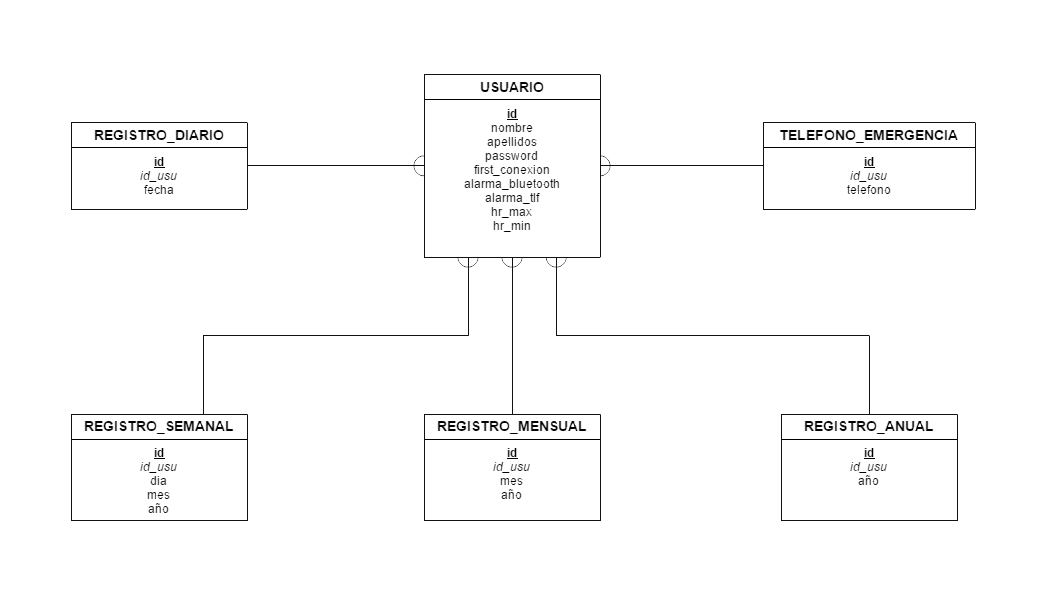 USUARIO
id
nombre
apellidos
password
first_conexion
alarma_bluetooth
alarma_tlf
hr_max
hr_min
REGISTRO_DIARIO
id
id_usu
fecha
TELEFONO_EMERGENCIA
id
id_usu
telefono
REGISTRO_SEMANAL
id
id_usu
dia
mes
año
REGISTRO_MENSUAL
id
id_usu
mes
año
REGISTRO_ANUAL
id
id_usu
año